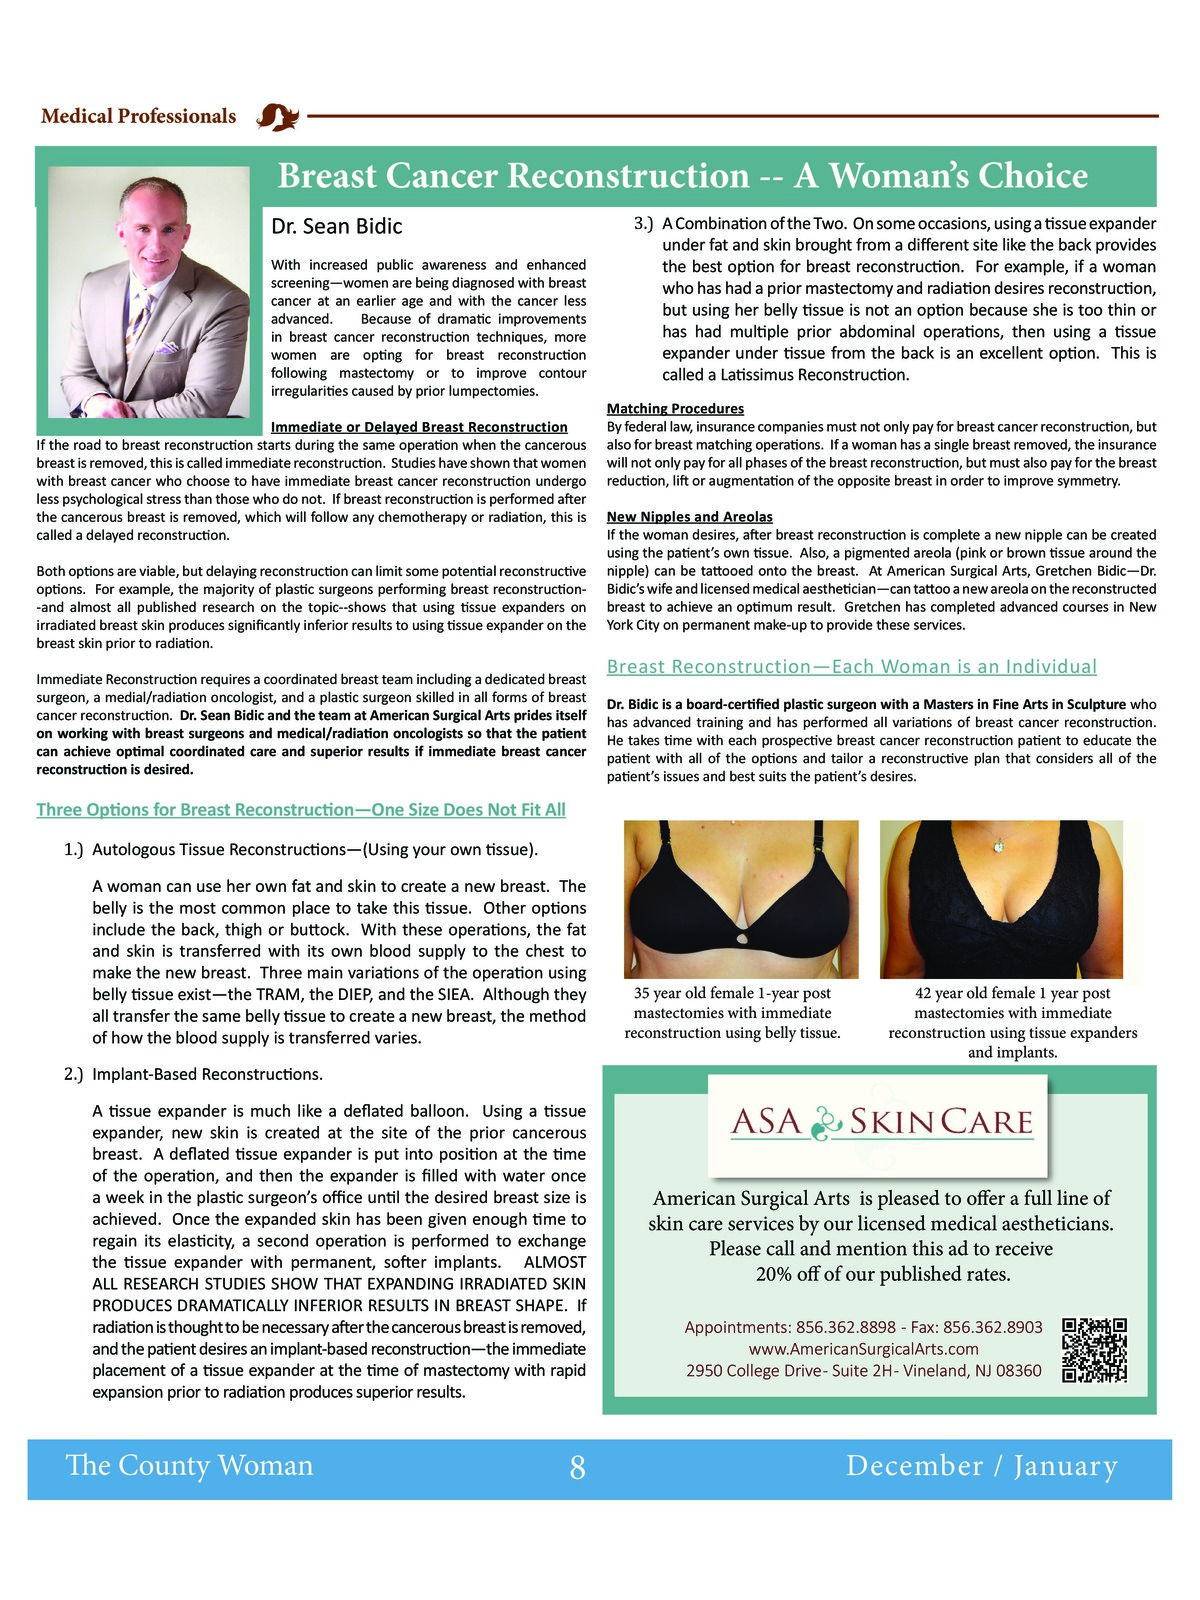 Medical Professionals
Breast Cancer Reconstruction -- A Woman's Choice
Dr. Sean Bidic
With increased public awareness and enhanced
screening—women are being diagnosed with breast
cancer at an earlier age and with the cancer less
advanced. Because of dramatic improvements
in breast cancer reconstruction techniques, more
women are opting for breast reconstruction
following mastectomy or to improve contour
irregularities caused by prior lumpectomies.
Immediate or Delayed Breast Reconstruction
If the road to breast reconstruction starts during the same operation when the cancerous
breast is removed, this is called immediate reconstruction. Studies have shown that women
with breast cancer who choose to have immediate breast cancer reconstruction undergo
less psychological stress than those who do not. If breast reconstruction is performed after
the cancerous breast is removed, which will follow any chemotherapy or radiation, this is
called a delayed reconstruction.
Both options are viable, but delaying reconstruction can limit some potential reconstructive
options. For example, the majority of plastic surgeons performing breast reconstruction-
-and almost all published research on the topic--shows that using tissue expanders on
irradiated breast skin produces significantly inferior results to using tissue expander on the
breast skin prior to radiation.
Immediate Reconstruction requires a coordinated breast team including a dedicated breast
surgeon, a medial/radiation oncologist, and a plastic surgeon skilled in all forms of breast
cancer reconstruction. Dr. Sean Bidic and the team at American Surgical Arts prides itself
on working with breast surgeons and medical/radiation oncologists so that the patient
can achieve optimal coordinated care and superior results if immediate breast cancer
reconstruction is desired.
Three Options for Breast Reconstruction—One Size Does Not Fit All
1.) Autologous Tissue Reconstructions—(Using your own tissue).
A woman can use her own fat and skin to create a new breast. The
belly is the most common place to take this tissue. Other options
include the back, thigh or buttock. With these operations, the fat
and skin is transferred with its own blood supply to the chest to
make the new breast. Three main variations of the operation using
belly tissue exist—the TRAM, the DIEP, and the SIEA. Although they
all transfer the same belly tissue to create a new breast, the method
of how the blood supply is transferred varies.
2.) Implant-Based Reconstructions.
A tissue expander is much like a deflated balloon. Using a tissue
expander, new skin is created at the site of the prior cancerous
breast. A deflated tissue expander is put into position at the time
of the operation, and then the expander is filled with water once
a week in the plastic surgeon's office until the desired breast size is
achieved. Once the expanded skin has been given enough time to
regain its elasticity, a second operation is performed to exchange
the tissue expander with permanent, softer implants. ALMOST
ALL RESEARCH STUDIES SHOW THAT EXPANDING IRRADIATED SKIN
PRODUCES DRAMATICALLY INFERIOR RESULTS IN BREAST SHAPE. If
radiation is thought to be necessary after the cancerous breast is removed,
and the patient desires an implant-based reconstruction—the immediate
placement of a tissue expander at the time of mastectomy with rapid
expansion prior to radiation produces superior results.
3.) A Combination of the Two. On some occasions, using a tissue expander
under fat and skin brought from a different site like the back provides
the best option for breast reconstruction. For example, if a woman
who has had a prior mastectomy and radiation desires reconstruction,
but using her belly tissue is not an option because she is too thin or
has had multiple prior abdominal operations, then using a tissue
expander under tissue from the back is an excellent option. This is
called a Latissimus Reconstruction.
Matching Procedures
By federal law, insurance companies must not only pay for breast cancer reconstruction, but
also for breast matching operations. If a woman has a single breast removed, the insurance
will not only pay for all phases of the breast reconstruction, but must also pay for the breast
reduction, lift or augmentation of the opposite breast in order to improve symmetry.
New Nipples and Areolas
If the woman desires, after breast reconstruction is complete a new nipple can be created
using the patient's own tissue. Also, a pigmented areola (pink or brown tissue around the
nipple) can be tattooed onto the breast. At American Surgical Arts, Gretchen Bidic—Dr.
Bidic's wife and licensed medical aesthetician—can tattoo a new areola on the reconstructed
breast to achieve an optimum result. Gretchen has completed advanced courses in New
York City on permanent make-up to provide these services.
Breast Reconstruction—Each Woman is an Individual
Dr. Bidic is a board-certified plastic surgeon with a Masters in Fine Arts in Sculpture who
has advanced training and has performed all variations of breast cancer reconstruction.
He takes time with each prospective breast cancer reconstruction patient to educate the
patient with all of the options and tailor a reconstructive plan that considers all of the
patient's issues and best suits the patient's desires.
35 year old female 1-year post
mastectomies with immediate
reconstruction using belly tissue.
42 year old female 1 year post
mastectomies with immediate
reconstruction using tissue expanders
and implants.
ASA SKINCARE
American Surgical Arts is pleased to offer a full line of
skin care services by our licensed medical aestheticians.
Please call and mention this ad to receive
20% off of our published rates.
Appointments: 856.362.8898 - Fax: 856.362.8903
www.AmericanSurgicalArts.com
2950 College Drive- Suite 2H- Vineland, NJ 08360
The County Woman
8
December / January